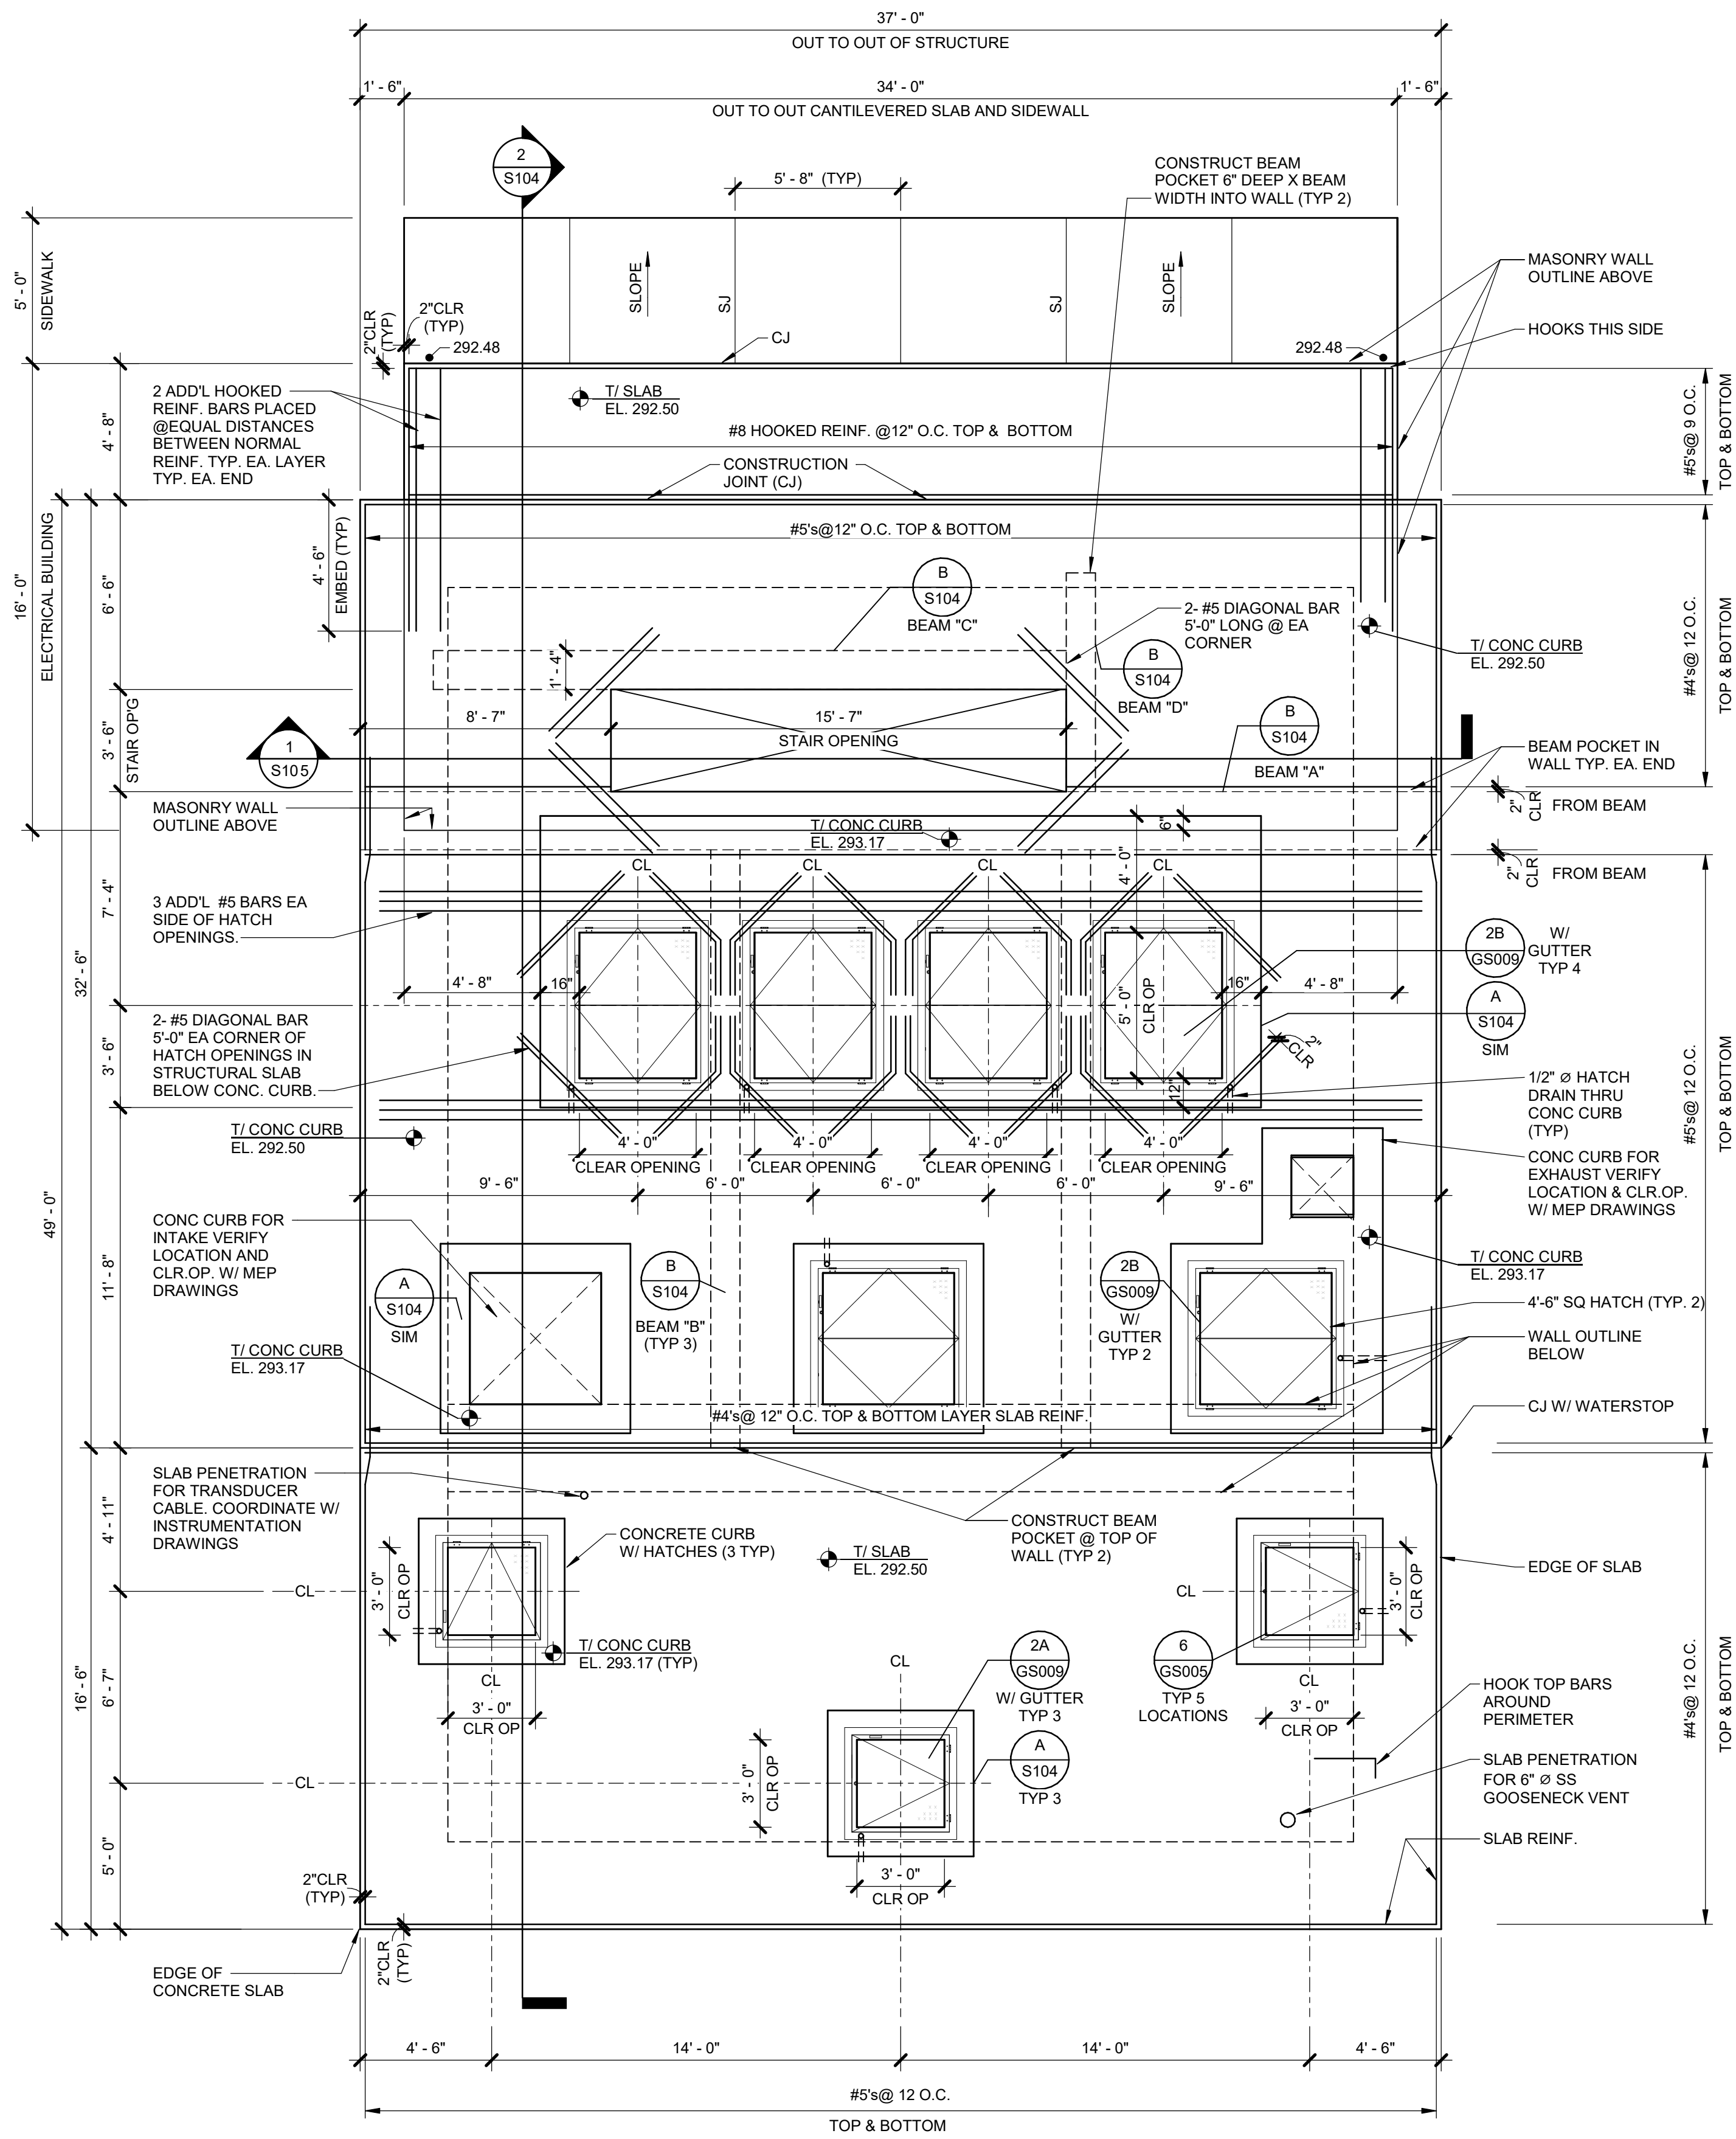 37' - 0"
OUT TO OUT OF STRUCTURE
1' - 6"
34' - 0"
1' - 6"
OUT TO OUT CANTILEVERED SLAB AND SIDEWALL
2
S104
5' - 8" (TYP)
CONSTRUCT BEAM
POCKET 6" DEEP X BEAM
WIDTH INTO WALL (TYP 2)
5' - 0"
SIDEWALK
SLOPE
SJ
SJ
SLOPE
MASONRY WALL
OUTLINE ABOVE
HOOKS THIS SIDE
2"CLR
(TYP)
2"CLR
(TYP)
292.48
CJ
292.48
2 ADD'L HOOKED
REINF. BARS PLACED
@EQUAL DISTANCES
BETWEEN NORMAL
REINF. TYP. EA. LAYER
TYP. EA. END
4' - 8"
T/ SLAB
EL. 292.50
#8 HOOKED REINF. @12" O.C. TOP & BOTTOM
CONSTRUCTION
JOINT (CJ)
#5's@ 9 O.C.
TOP & BOTTOM
16' - 0"
ELECTRICAL BUILDING
6' - 6"
4' - 6"
EMBED (TYP)
#5's@12" O.C. TOP & BOTTOM
B
S104
BEAM "C"
2- #5 DIAGONAL BAR
5'-0" LONG @ EA
CORNER
B
S104
BEAM "D"
T/ CONC CURB
EL. 292.50
#4's@ 12 O.C.
TOP & BOTTOM
1' - 4"
3' - 6"
STAIR OP'G
8' - 7"
15' - 7"
STAIR OPENING
B
S104
BEAM "A"
1
S105
BEAM POCKET IN
WALL TYP. EA. END
2"
CLR
FROM BEAM
MASONRY WALL
OUTLINE ABOVE
T/ CONC CURB
EL. 293.17
6"
4' - 0"
2"
CLR
FROM BEAM
CL
CL
CL
CL
7' - 4"
32' - 6"
3 ADD'L #5 BARS EA
SIDE OF HATCH
OPENINGS.
2B
GS009
W/
GUTTER
TYP 4
4' - 8"
16"
16"
4' - 8"
5' - 0"
CLR OP
A
S104
SIM
2- #5 DIAGONAL BAR
5'-0" EA CORNER OF
HATCH OPENINGS IN
STRUCTURAL SLAB
BELOW CONC. CURB.
3' - 6"
2"
CLR
12"
1/2" Ø HATCH
DRAIN THRU
CONC CURB
(TYP)
#5's@ 12 O.C.
TOP & BOTTOM
T/ CONC CURB
EL. 292.50
4' - 0"
4' - 0"
4' - 0"
4' - 0"
CLEAR OPENING
CLEAR OPENING
CLEAR OPENING
CLEAR OPENING
9' - 6"
6' - 0"
6' - 0"
6' - 0"
9' - 6"
CONC CURB FOR
EXHAUST VERIFY
LOCATION & CLR.OP.
W/ MEP DRAWINGS
49' - 0"
11' - 8"
CONC CURB FOR
INTAKE VERIFY
LOCATION AND
CLR.OP. W/ MEP
DRAWINGS
A
S104
SIM
B
S104
BEAM "B"
(TYP 3)
2B
GS009
W/
GUTTER
TYP 2
T/ CONC CURB
EL. 293.17
4'-6" SQ HATCH (TYP. 2)
WALL OUTLINE
BELOW
T/ CONC CURB
EL. 293.17
#4's@ 12" O.C. TOP & BOTTOM LAYER SLAB REINF.
CJ W/ WATERSTOP
SLAB PENETRATION
FOR TRANSDUCER
CABLE. COORDINATE W/
INSTRUMENTATION
DRAWINGS
4' - 11"
CONCRETE CURB
W/ HATCHES (3 TYP)
T/ SLAB
EL. 292.50
CONSTRUCT BEAM
POCKET @ TOP OF
WALL (TYP 2)
EDGE OF SLAB
CL
3' - 0"
CLR OP
CL
3' - 0"
CLR OP
16' - 6"
6' - 7"
T/ CONC CURB
EL. 293.17 (TYP)
CL
3' - 0"
CLR OP
CL
2A
GS009
W/ GUTTER
TYP 3
6
GS005
TYP 5
LOCATIONS
CL
3' - 0"
CLR OP
#4's@ 12 O.C.
TOP & BOTTOM
HOOK TOP BARS
AROUND
PERIMETER
CL
3' - 0"
CLR OP
A
S104
TYP 3
SLAB PENETRATION
FOR 6" Ø SS
GOOSENECK VENT
5' - 0"
3' - 0"
CLR OP
SLAB REINF.
2"CLR
(TYP)
2"CLR
(TYP)
EDGE OF
CONCRETE SLAB
4' - 6"
14' - 0"
14' - 0"
4' - 6"
#5's@ 12 O.C.
TOP & BOTTOM